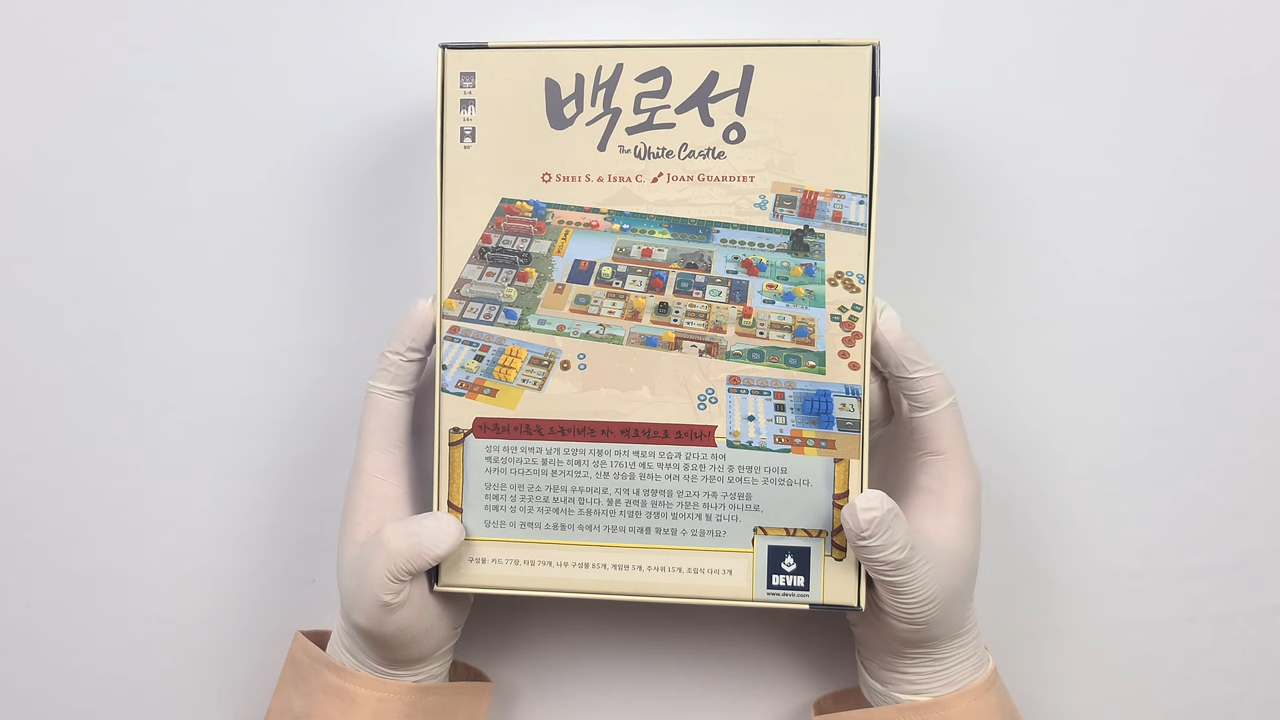 백로성
The White Castle
1-4
14+
80'
Shei S. & Isra C. Joan Guardiet
가문의 이름을 드높이려는 자, 백로성으로 모이다!
성의 하얀 외벽과 날개 모양의 지붕이 마치 백로의 모습과 같다고 하여
백로성이라고도 불리는 히메지 성은 1761년 에도 막부의 중요한 가신 중 한명인 다이묘
사카이 다다즈미의 본거지였고, 신분 상승을 원하는 여러 작은 가문이 모여드는 곳이었습니다.
당신은 이런 군소 가문의 우두머리로, 지역 내 영향력을 얻고자 가족 구성원을
히메지 성 곳곳으로 보내려 합니다. 물론 권력을 원하는 가문은 하나가 아니므로,
히메지 성 이곳 저곳에서는 조용하지만 치열한 경쟁이 벌어지게 될 겁니다.
당신은 이 권력의 소용돌이 속에서 가문의 미래를 확보할 수 있을까요?
구성물: 카드 77장, 타일 79개, 나무 구성물 85개, 게임판 5개, 주사위 15개, 조립식 다리 3개
DEVIR
www.devir.com